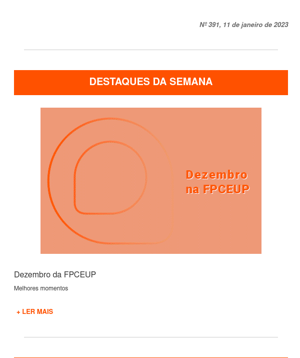 Nº 391, 11 de janeiro de 2023
DESTAQUES DA SEMANA
Dezembro
na FPCEUP
Dezembro da FPCEUP
Melhores momentos
+ LER MAIS